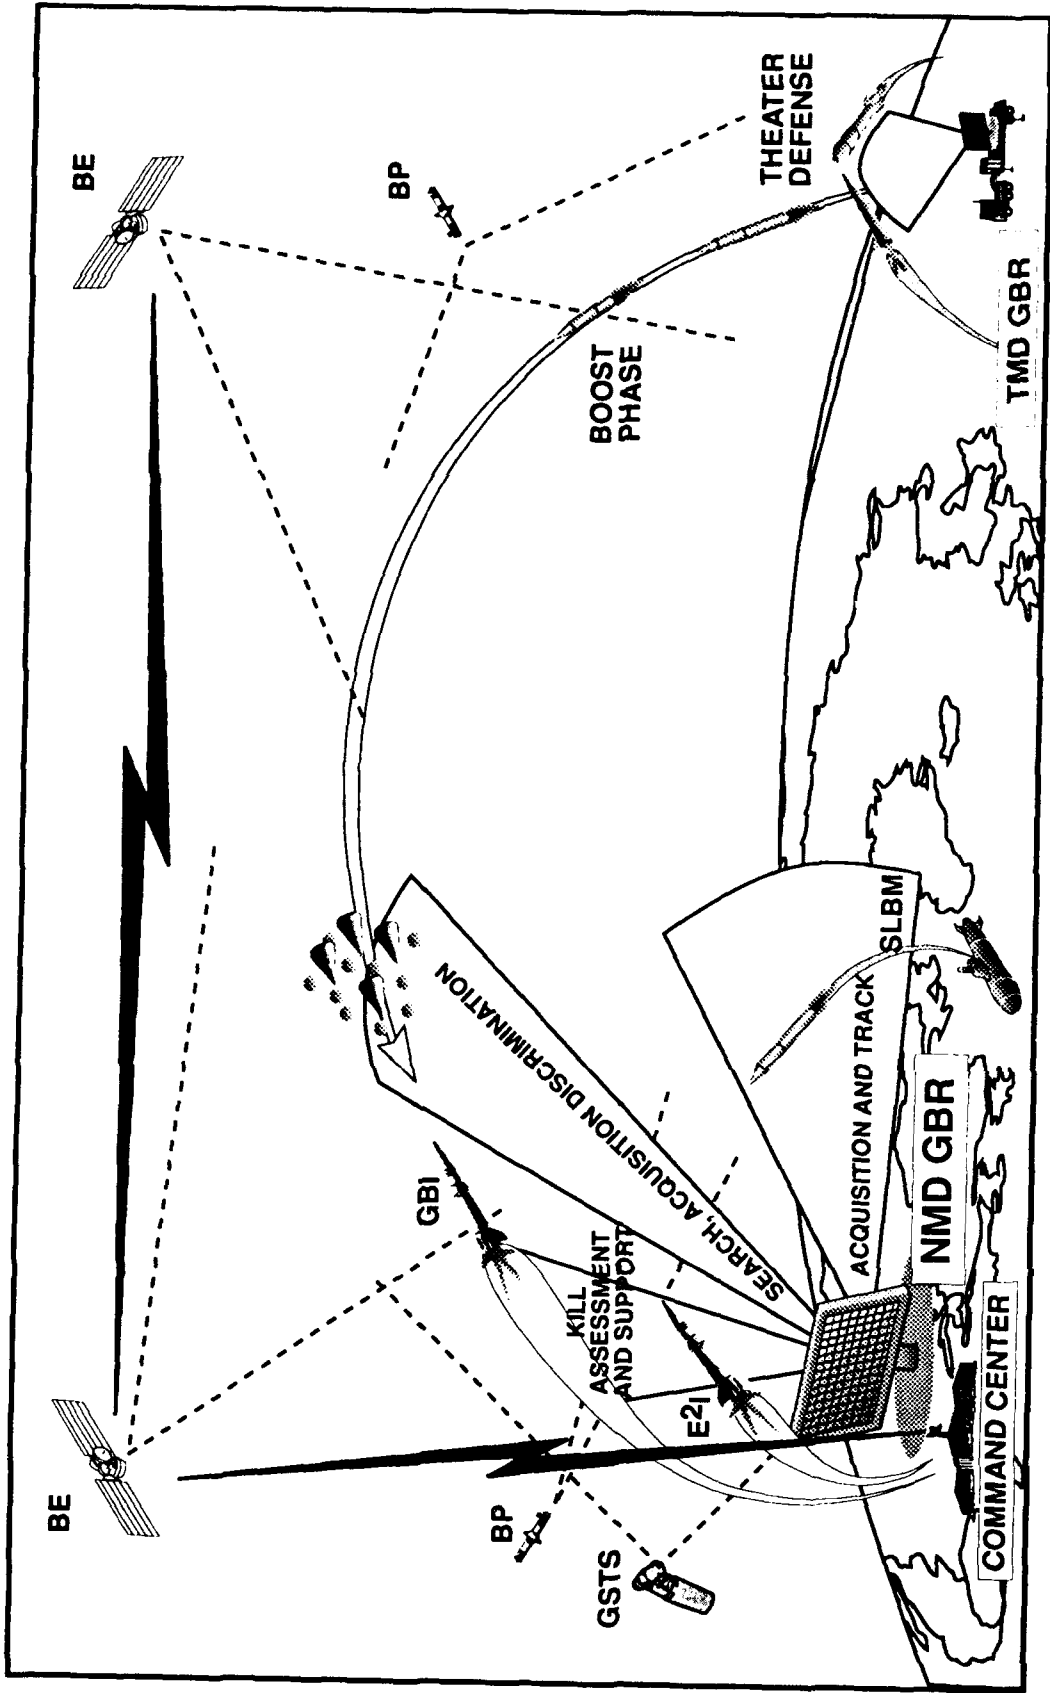 BE
BE
BP
BP
GSTS
GBI
E²I
KILL
ASSESSMENT
AND SUPPORT
SEARCH, ACQUISITION DISCRIMINATION
BOOST
PHASE
THEATER
DEFENSE
ACQUISITION AND TRACK
SLBM
NMD GBR
COMMAND CENTER
TMD GBR